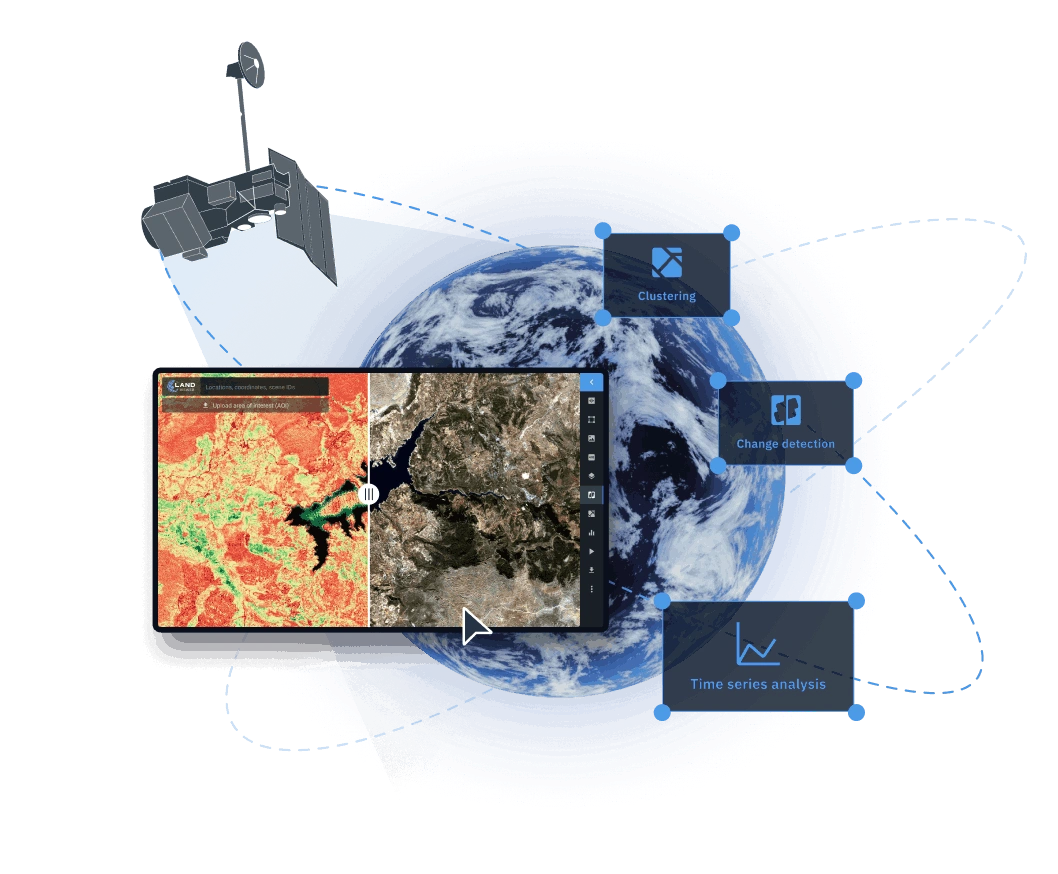 LAND
Locations, coordinates, scene IDs
Upload area of interest (AOI)
Clustering
Change detection
Time series analysis